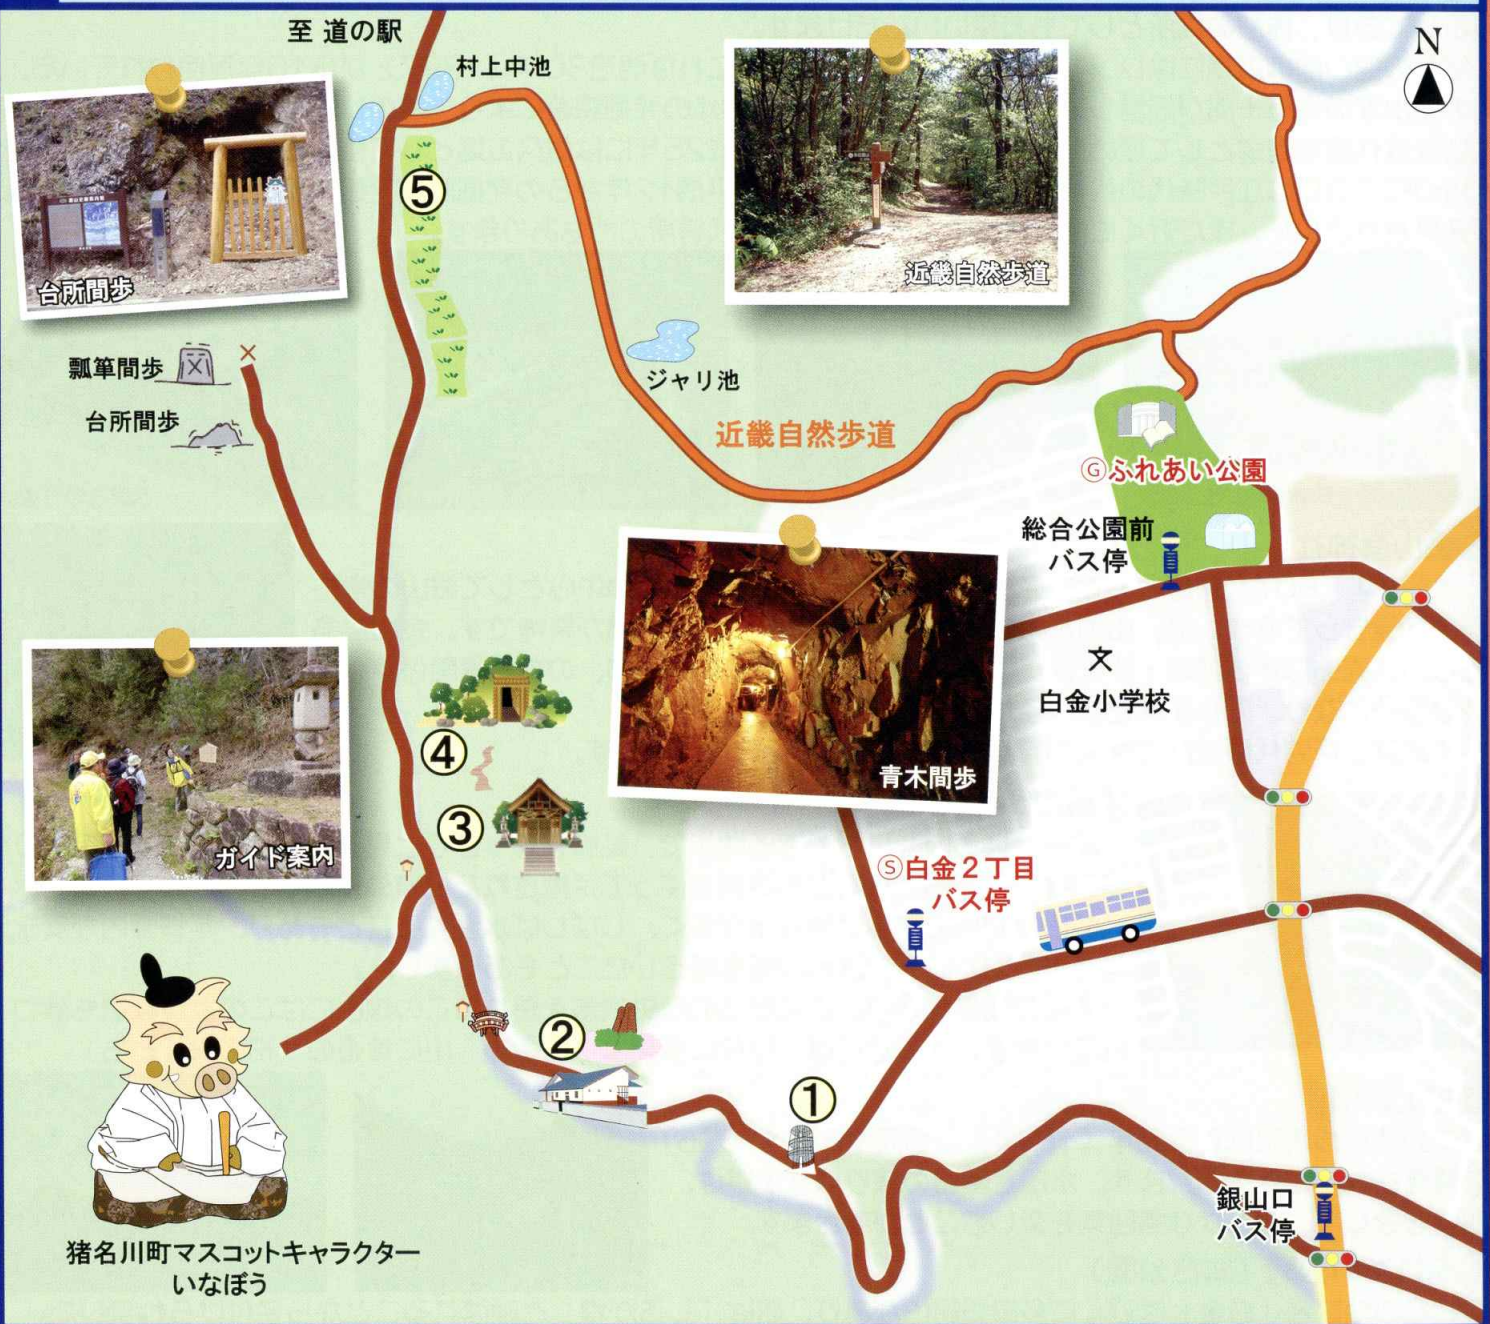 至 道の駅
村上中池
N
台所間歩
⑤
近畿自然歩道
瓢箪間歩
台所間歩
ジャリ池
近畿自然歩道
Ⓖふれあい公園
総合公園前
バス停
文
白金小学校
青木間歩
④
③
ガイド案内
Ⓢ白金2丁目
バス停
②
①
銀山口
バス停
猪名川町マスコットキャラクター
いなぼう